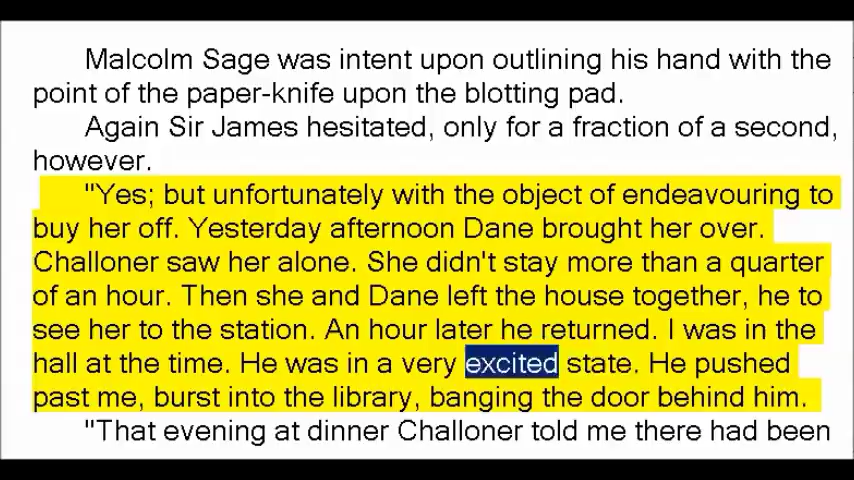 Malcolm Sage was intent upon outlining his hand with the
point of the paper-knife upon the blotting pad.
Again Sir James hesitated, only for a fraction of a second,
however.
"Yes; but unfortunately with the object of endeavouring to
buy her off. Yesterday afternoon Dane brought her over.
Challoner saw her alone. She didn't stay more than a quarter
of an hour. Then she and Dane left the house together, he to
see her to the station. An hour later he returned. I was in the
hall at the time. He was in a very excited state. He pushed
past me, burst into the library, banging the door behind him.
"That evening at dinner Challoner told me there had been